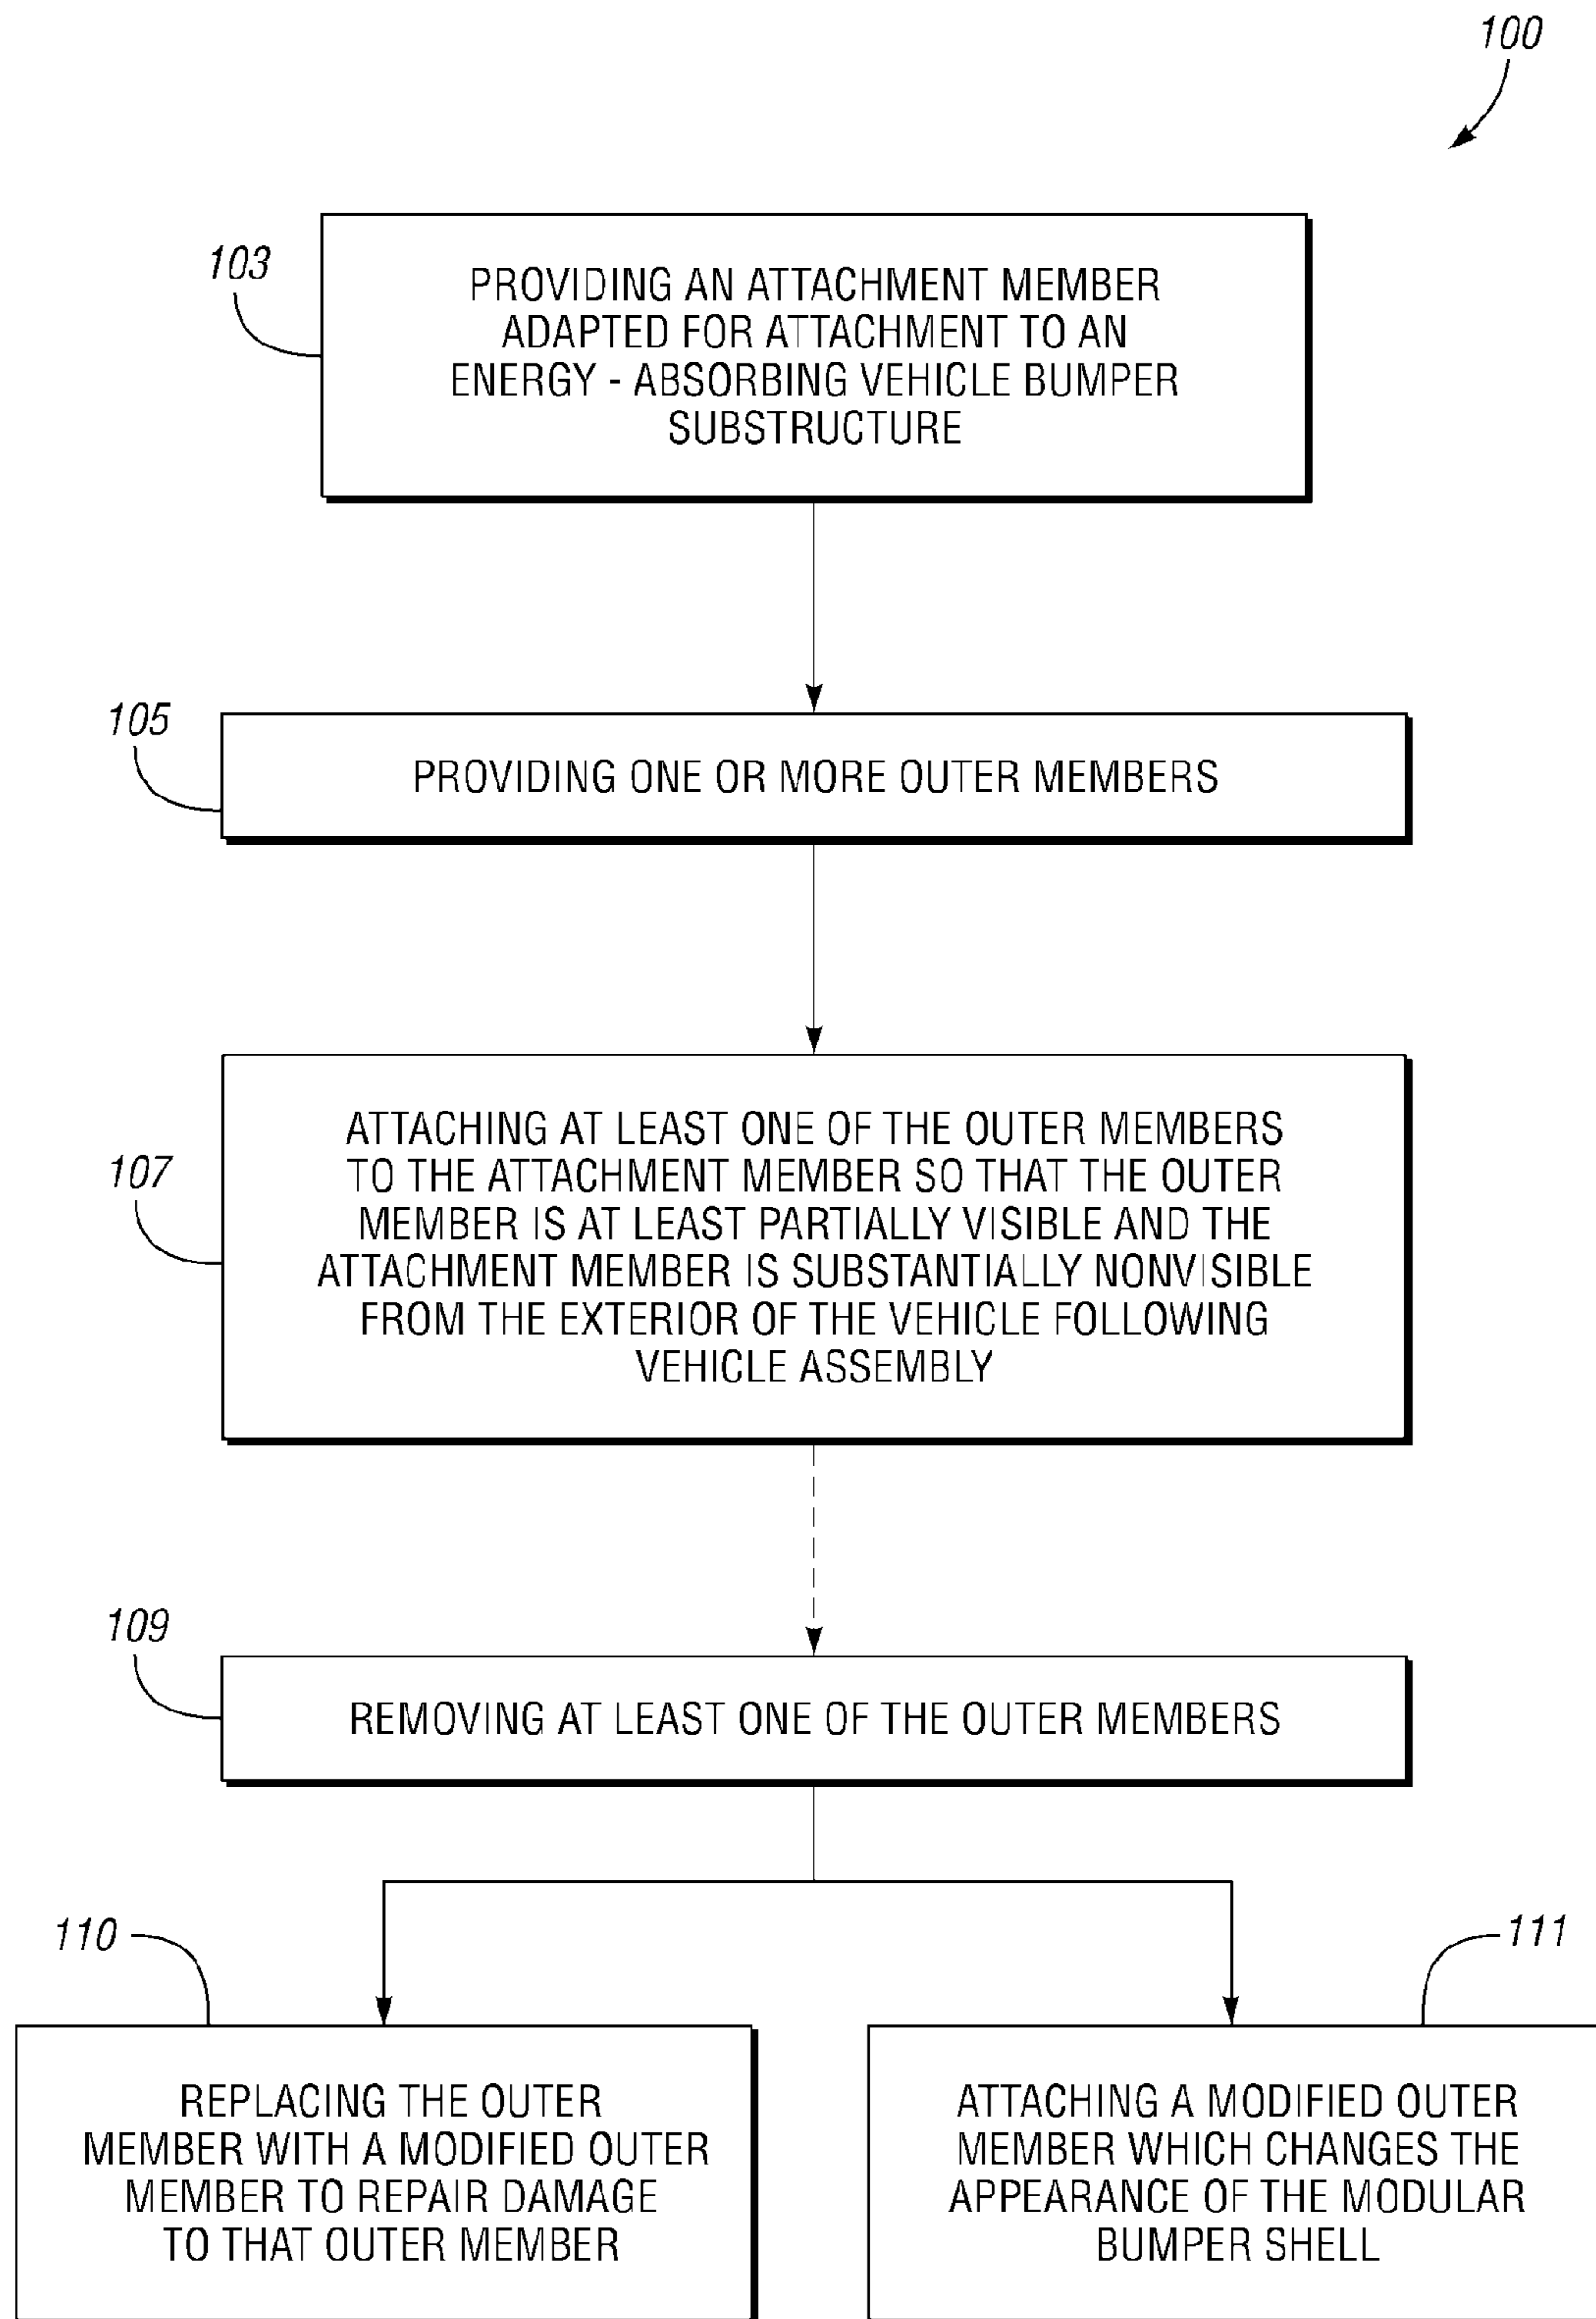 100
103
PROVIDING AN ATTACHMENT MEMBER
ADAPTED FOR ATTACHMENT TO AN
ENERGY - ABSORBING VEHICLE BUMPER
SUBSTRUCTURE
105
PROVIDING ONE OR MORE OUTER MEMBERS
107
ATTACHING AT LEAST ONE OF THE OUTER MEMBERS
TO THE ATTACHMENT MEMBER SO THAT THE OUTER
MEMBER IS AT LEAST PARTIALLY VISIBLE AND THE
ATTACHMENT MEMBER IS SUBSTANTIALLY NONVISIBLE
FROM THE EXTERIOR OF THE VEHICLE FOLLOWING
VEHICLE ASSEMBLY
109
REMOVING AT LEAST ONE OF THE OUTER MEMBERS
110
REPLACING THE OUTER
MEMBER WITH A MODIFIED OUTER
MEMBER TO REPAIR DAMAGE
TO THAT OUTER MEMBER
111
ATTACHING A MODIFIED OUTER
MEMBER WHICH CHANGES THE
APPEARANCE OF THE MODULAR
BUMPER SHELL